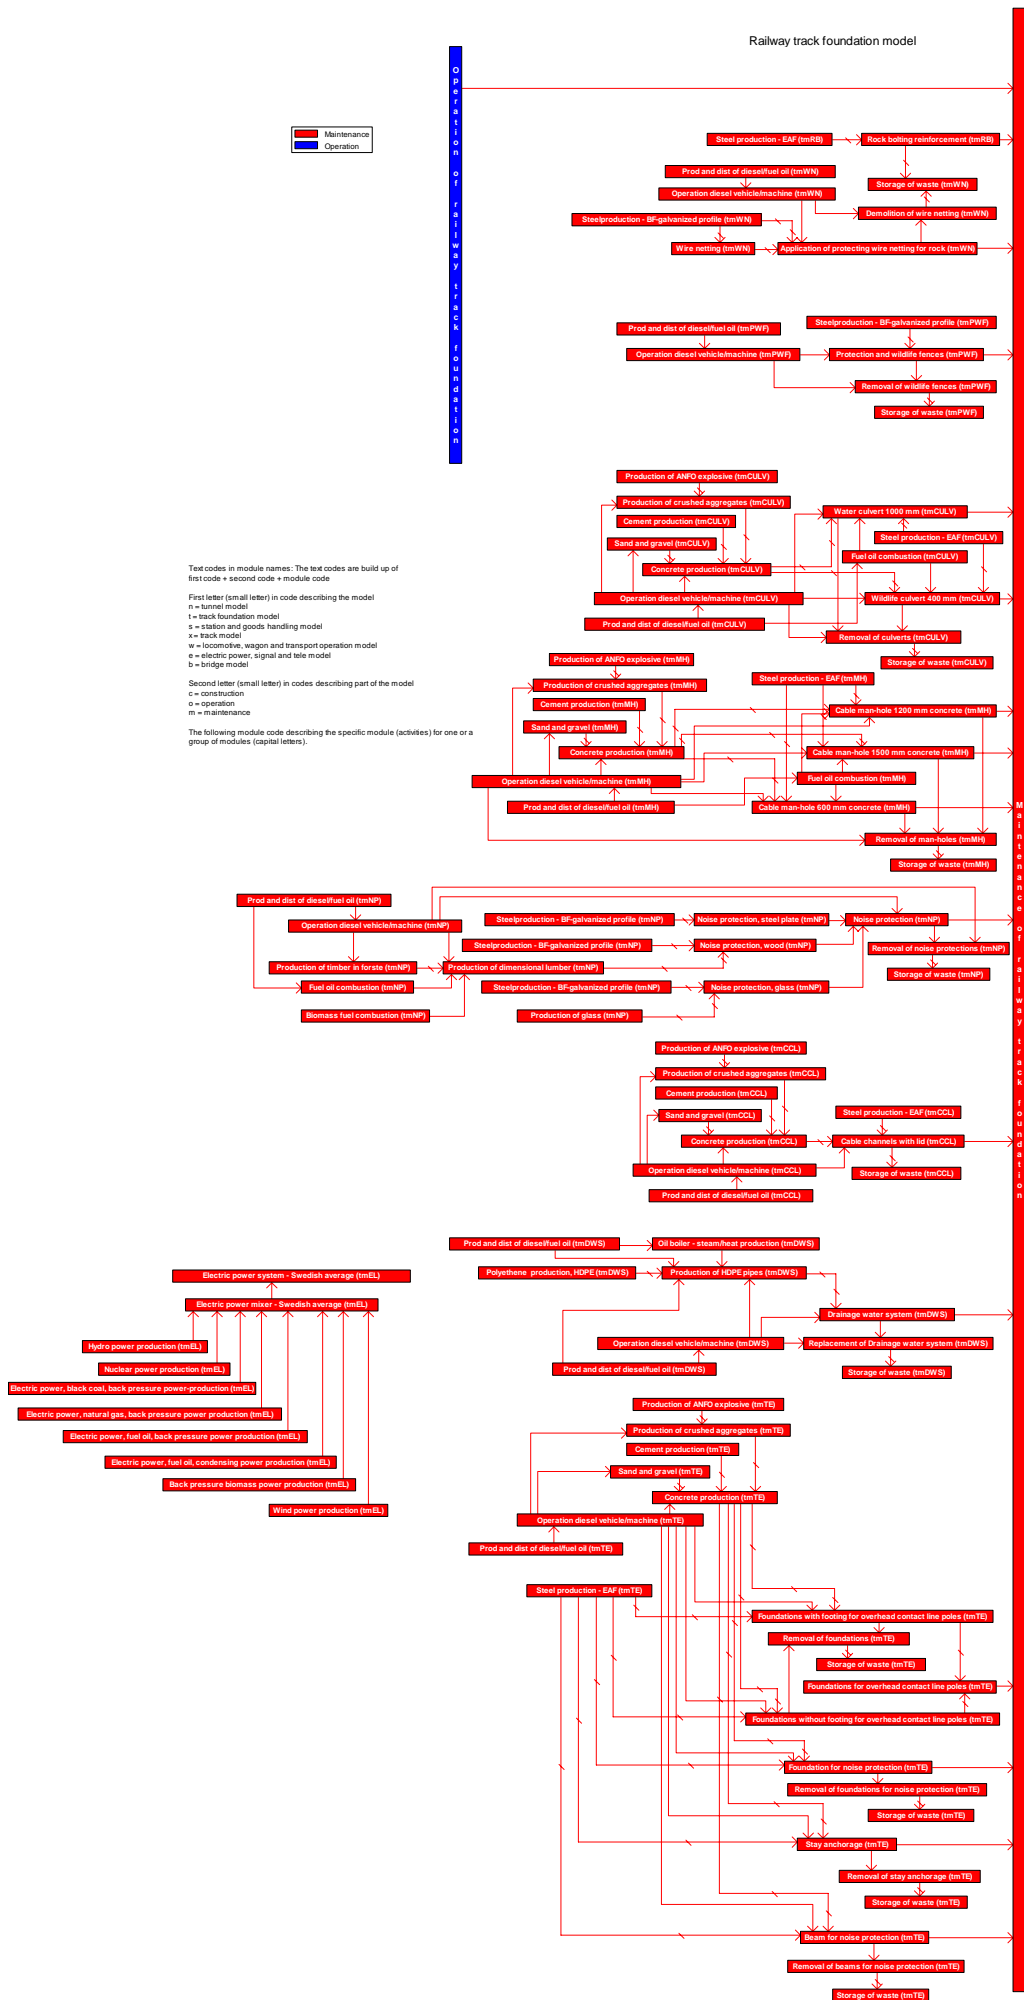 Railway track foundation model
Operation of railway track foundation
Maintenance
Operation
Steel production - EAF (tmRB)
Rock bolting reinforcement (tmRB)
Prod and dist of diesel/fuel oil (tmWN)
Storage of waste (tmWN)
Operation diesel vehicle/machine (tmWN)
Demolition of wire netting (tmWN)
Steelproduction - BF-galvanized profile (tmWN)
Wire netting (tmWN)
Application of protecting wire netting for rock (tmWN)
Steelproduction - BF-galvanized profile (tmPWF)
Prod and dist of diesel/fuel oil (tmPWF)
Operation diesel vehicle/machine (tmPWF)
Protection and wildlife fences (tmPWF)
Removal of wildlife fences (tmPWF)
Storage of waste (tmPWF)
Production of ANFO explosive (tmCULV)
Production of crushed aggregates (tmCULV)
Water culvert 1000 mm (tmCULV)
Cement production (tmCULV)
Steel production - EAF (tmCULV)
Sand and gravel (tmCULV)
Fuel oil combustion (tmCULV)
Concrete production (tmCULV)
Operation diesel vehicle/machine (tmCULV)
Wildlife culvert 400 mm (tmCULV)
Prod and dist of diesel/fuel oil (tmCULV)
Removal of culverts (tmCULV)
Storage of waste (tmCULV)
Text codes in module names: The text codes are build up of
first code + second code + module code
First letter (small letter) in code describing the model
n = tunnel model
t = track foundation model
s = station and goods handling model
x = track model
w = locomotive, wagon and transport operation model
e = electric power, signal and tele model
b = bridge model
Second letter (small letter) in codes describing part of the model
c = construction
o = operation
m = maintenance
The following module code describing the specific module (activities) for one or a
group of modules (capital letters).
Production of ANFO explosive (tmMH)
Steel production - EAF (tmMH)
Production of crushed aggregates (tmMH)
Cement production (tmMH)
Cable man-hole 1200 mm concrete (tmMH)
Sand and gravel (tmMH)
Concrete production (tmMH)
Cable man-hole 1500 mm concrete (tmMH)
Operation diesel vehicle/machine (tmMH)
Fuel oil combustion (tmMH)
Prod and dist of diesel/fuel oil (tmMH)
Cable man-hole 600 mm concrete (tmMH)
Removal of man-holes (tmMH)
Storage of waste (tmMH)
Maintenance of railway track foundation
Prod and dist of diesel/fuel oil (tmNP)
Operation diesel vehicle/machine (tmNP)
Steelproduction - BF-galvanized profile (tmNP)
Noise protection, steel plate (tmNP)
Noise protection (tmNP)
Steelproduction - BF-galvanized profile (tmNP)
Noise protection, wood (tmNP)
Removal of noise protections (tmNP)
Production of timber in forste (tmNP)
Production of dimensional lumber (tmNP)
Storage of waste (tmNP)
Fuel oil combustion (tmNP)
Steelproduction - BF-galvanized profile (tmNP)
Noise protection, glass (tmNP)
Biomass fuel combustion (tmNP)
Production of glass (tmNP)
Production of ANFO explosive (tmCCL)
Production of crushed aggregates (tmCCL)
Cement production (tmCCL)
Sand and gravel (tmCCL)
Steel production - EAF (tmCCL)
Concrete production (tmCCL)
Cable channels with lid (tmCCL)
Operation diesel vehicle/machine (tmCCL)
Storage of waste (tmCCL)
Prod and dist of diesel/fuel oil (tmCCL)
Prod and dist of diesel/fuel oil (tmDWS)
Oil boiler - steam/heat production (tmDWS)
Polyethene production, HDPE (tmDWS)
Production of HDPE pipes (tmDWS)
Drainage water system (tmDWS)
Operation diesel vehicle/machine (tmDWS)
Replacement of Drainage water system (tmDWS)
Prod and dist of diesel/fuel oil (tmDWS)
Storage of waste (tmDWS)
Electric power system - Swedish average (tmEL)
Electric power mixer - Swedish average (tmEL)
Hydro power production (tmEL)
Nuclear power production (tmEL)
Electric power, black coal, back pressure power-production (tmEL)
Electric power, natural gas, back pressure power production (tmEL)
Electric power, fuel oil, back pressure power production (tmEL)
Electric power, fuel oil, condensing power production (tmEL)
Back pressure biomass power production (tmEL)
Wind power production (tmEL)
Production of ANFO explosive (tmTE)
Production of crushed aggregates (tmTE)
Cement production (tmTE)
Sand and gravel (tmTE)
Concrete production (tmTE)
Operation diesel vehicle/machine (tmTE)
Prod and dist of diesel/fuel oil (tmTE)
Steel production - EAF (tmTE)
Foundations with footing for overhead contact line poles (tmTE)
Removal of foundations (tmTE)
Storage of waste (tmTE)
Foundations for overhead contact line poles (tmTE)
Foundations without footing for overhead contact line poles (tmTE)
Foundation for noise protection (tmTE)
Removal of foundations for noise protection (tmTE)
Storage of waste (tmTE)
Stay anchorage (tmTE)
Removal of stay anchorage (tmTE)
Storage of waste (tmTE)
Beam for noise protection (tmTE)
Removal of beams for noise protection (tmTE)
Storage of waste (tmTE)